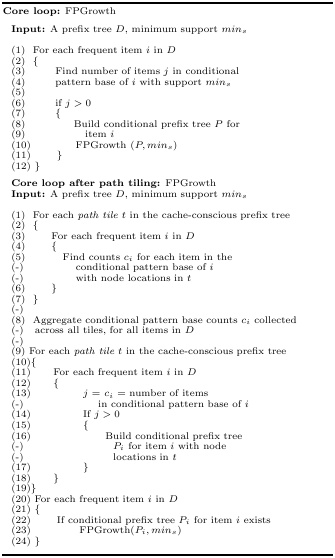 Core loop: FPGrowth
Input: A prefix tree D, minimum support min_s
(1) For each frequent item i in D
(2) {
(3) Find number of items j in conditional
(4) pattern base of i with support min_s
(5)
(6) if j > 0
(7) {
(8) Build conditional prefix tree P for
(9) item i
(10) FPGrowth (P, min_s)
(11) }
(12) }
Core loop after path tiling: FPGrowth
Input: A prefix tree D, minimum support min_s
(1) For each path tile t in the cache-conscious prefix tree
(2) {
(3) For each frequent item i in D
(4) {
(5) Find counts c_i for each item in the
(-) conditional pattern base of i
(-) with node locations in t
(6) }
(7) }
(-)
(8) Aggregate conditional pattern base counts c_i collected
(-) across all tiles, for all items in D
(-)
(9) For each path tile t in the cache-conscious prefix tree
(10){
(11) For each frequent item i in D
(12) {
(13) j = c_i = number of items
(-) in conditional pattern base of i
(14) If j > 0
(15) {
(16) Build conditional prefix tree
(-) P_i for item i with node
(-) locations in t
(17) }
(18) }
(19)}
(20) For each frequent item i in D
(21) {
(22) If conditional prefix tree P_i for item i exists
(23) FPGrowth(P_i, min_s)
(24) }